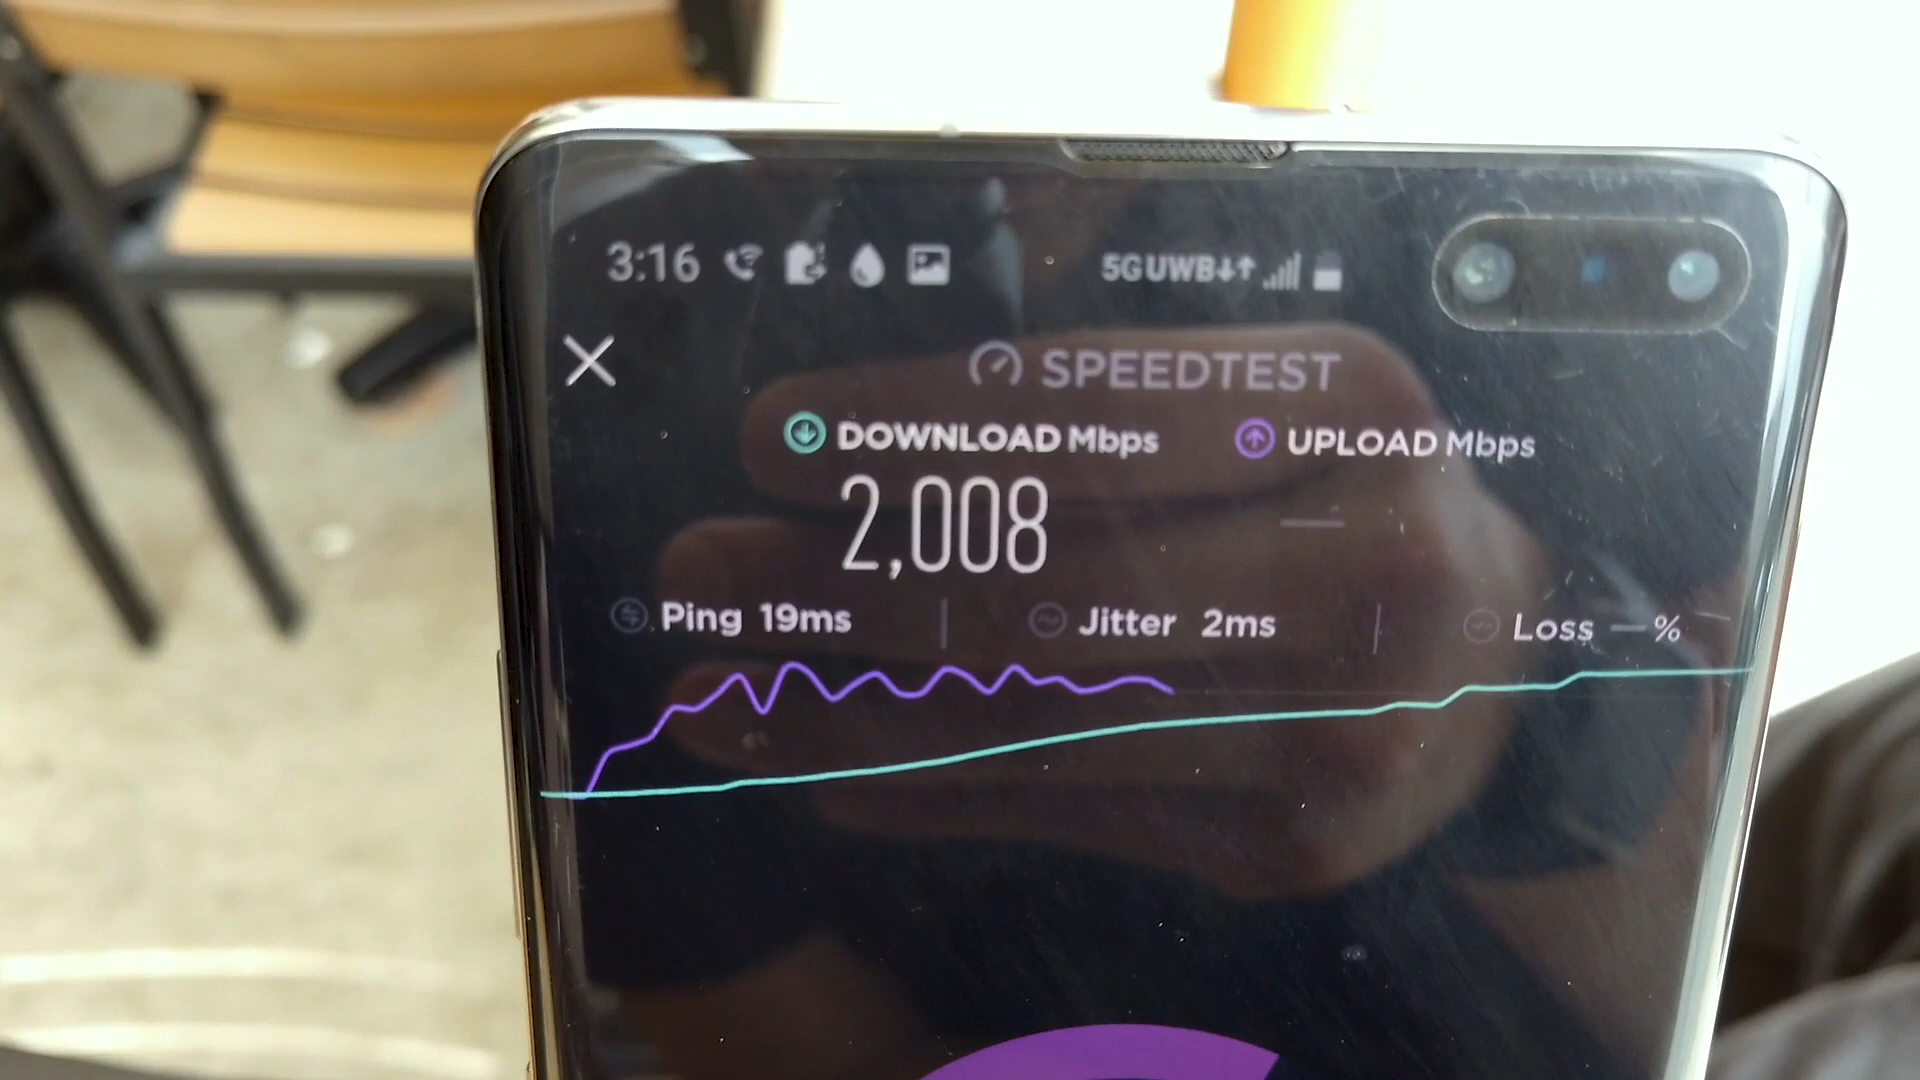 3:16 5GUWB
SPEEDTEST
DOWNLOAD Mbps UPLOAD Mbps
2,008 —
Ping 19ms Jitter 2ms Loss — %